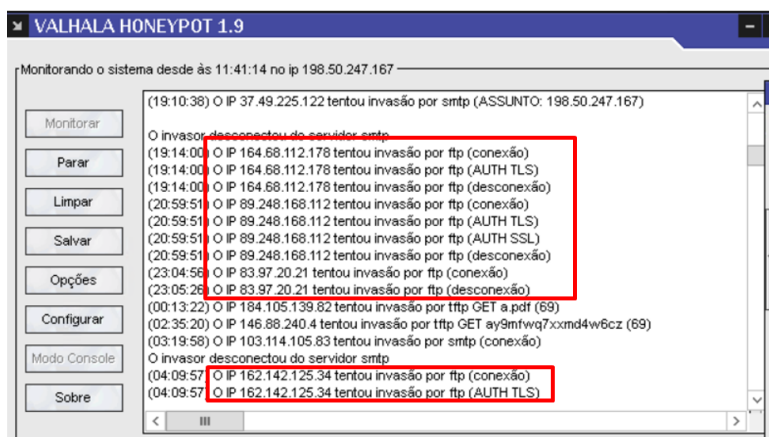 VALHALA HONEYPOT 1.9
Monitorando o sistema desde às 11:41:14 no ip 198.50.247.167
Monitorar
Parar
Limpar
Salvar
Opções
Configurar
Modo Console
Sobre
(19:10:38) O IP 37.49.225.122 tentou invasão por smtp (ASSUNTO: 198.50.247.167)
O invasor desconectou do servidor smtp
(19:14:00) O IP 164.68.112.178 tentou invasão por ftp (conexão)
(19:14:00) O IP 164.68.112.178 tentou invasão por ftp (AUTH TLS)
(19:14:00) O IP 164.68.112.178 tentou invasão por ftp (desconexão)
(20:59:51) O IP 89.248.168.112 tentou invasão por ftp (conexão)
(20:59:51) O IP 89.248.168.112 tentou invasão por ftp (AUTH TLS)
(20:59:51) O IP 89.248.168.112 tentou invasão por ftp (AUTH SSL)
(20:59:51) O IP 89.248.168.112 tentou invasão por ftp (desconexão)
(23:04:56) O IP 83.97.20.21 tentou invasão por ftp (conexão)
(23:05:26) O IP 83.97.20.21 tentou invasão por ftp (desconexão)
(00:13:22) O IP 184.105.139.82 tentou invasão por tftp GET a.pdf (69)
(02:35:20) O IP 146.88.240.4 tentou invasão por tftp GET ay9mfwq7xxmd4w6cz (69)
(03:19:58) O IP 103.114.105.83 tentou invasão por smtp (conexão)
O invasor desconectou do servidor smtp
(04:09:57) O IP 162.142.125.34 tentou invasão por ftp (conexão)
(04:09:57) O IP 162.142.125.34 tentou invasão por ftp (AUTH TLS)